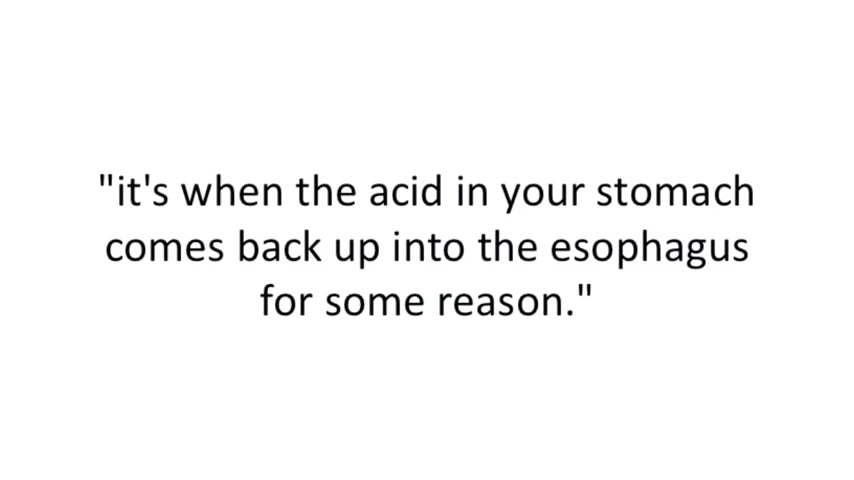 "it's when the acid in your stomach
comes back up into the esophagus
for some reason."